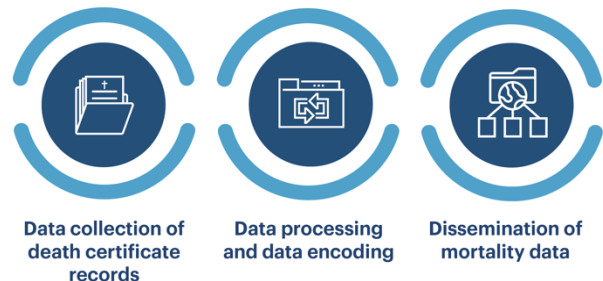 Data collection of
death certificate
records
Data processing
and data encoding
Dissemination of
mortality data